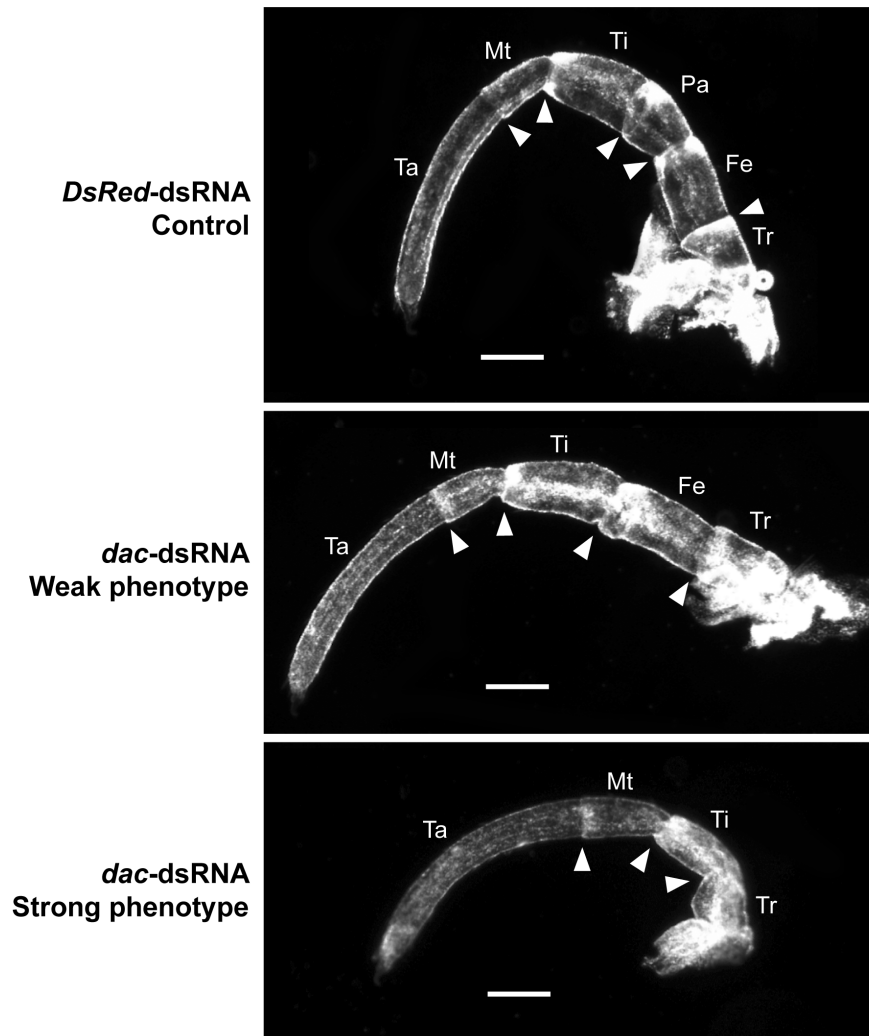 DsRed-dsRNA
Control
Ta
Mt
Ti
Pa
Fe
Tr
dac-dsRNA
Weak phenotype
Ta
Mt
Ti
Fe
Tr
dac-dsRNA
Strong phenotype
Ta
Mt
Ti
Tr